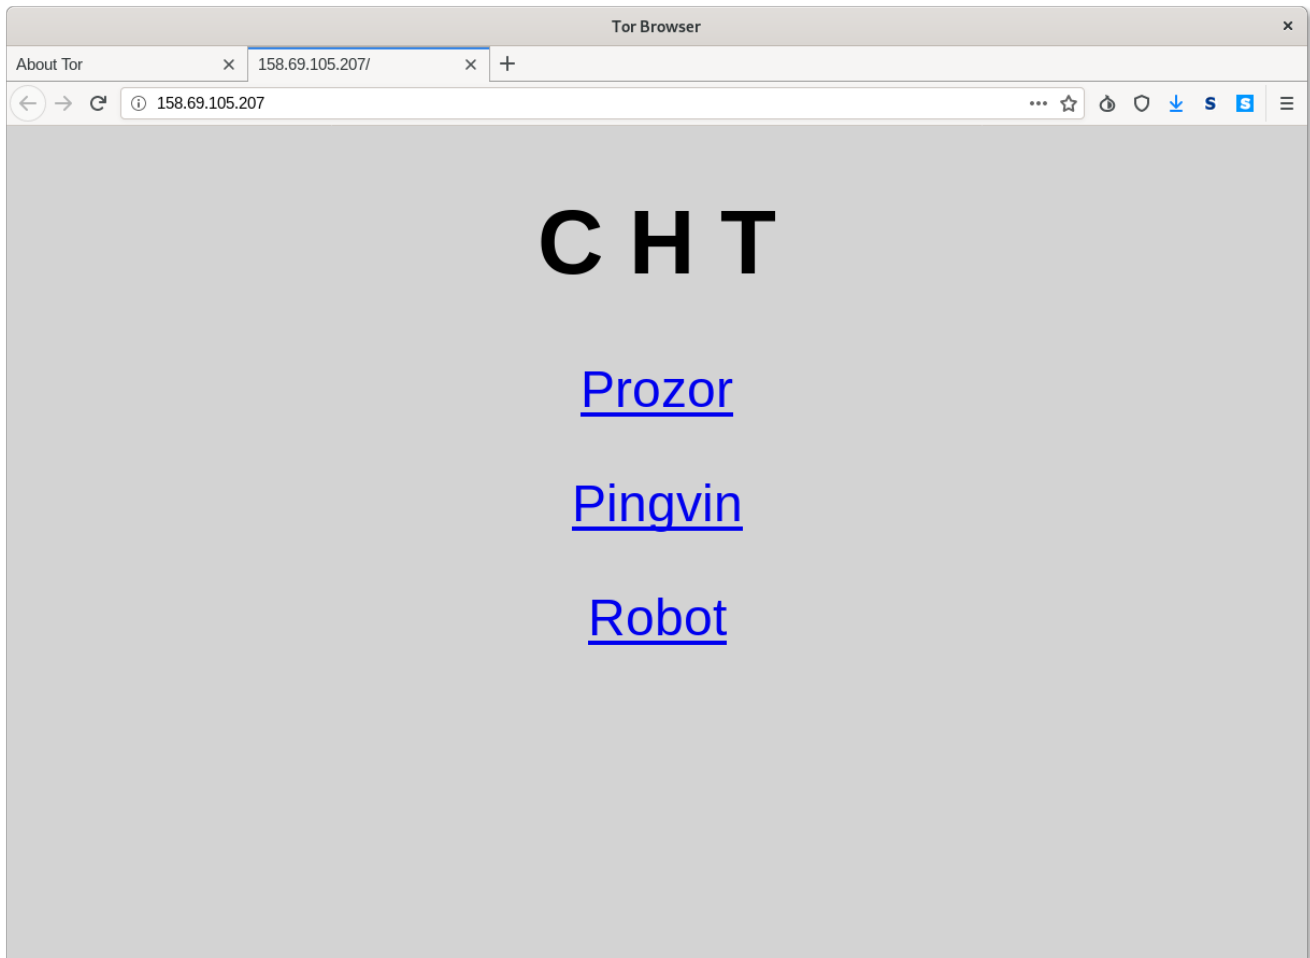 Tor Browser
About Tor
158.69.105.207/
158.69.105.207
C H T
Prozor
Pingvin
Robot